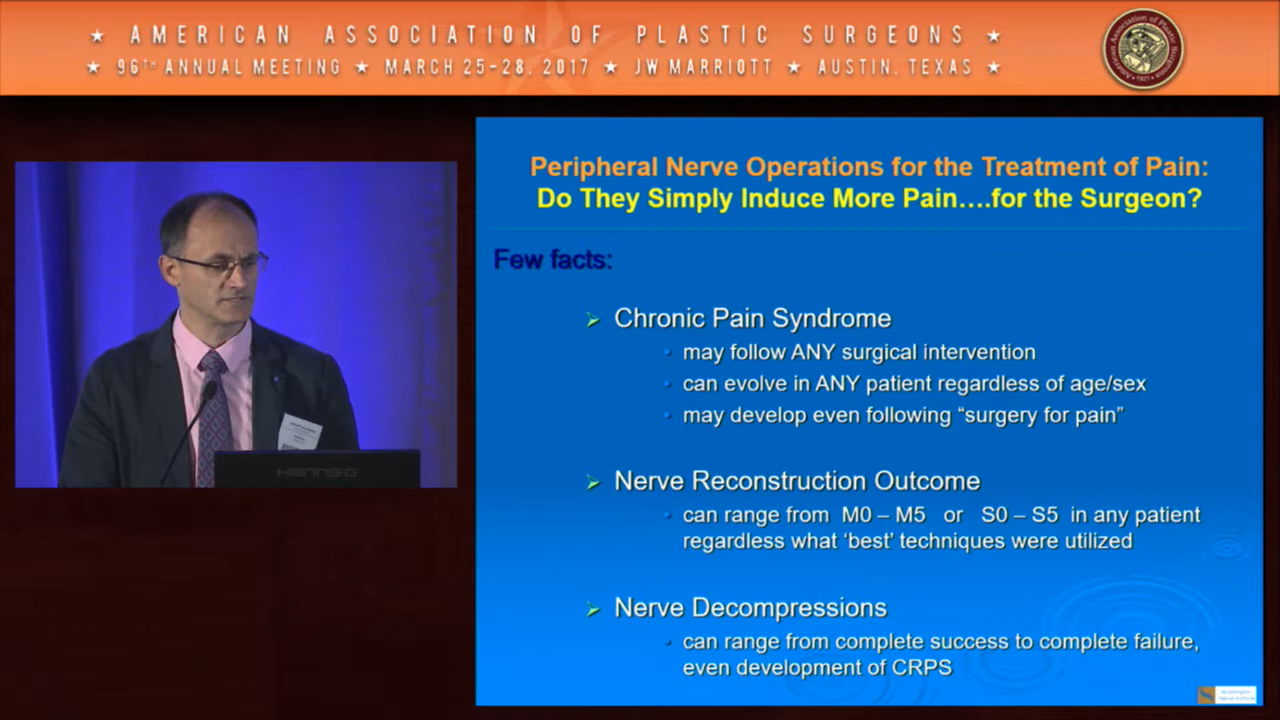 ★ AMERICAN ASSOCIATION OF PLASTIC SURGEONS ★
★ 96TH ANNUAL MEETING ★ MARCH 25-28, 2017 ★ JW MARRIOTT ★ AUSTIN, TEXAS ★
Peripheral Nerve Operations for the Treatment of Pain:
Do They Simply Induce More Pain....for the Surgeon?
Few facts:
➢ Chronic Pain Syndrome
• may follow ANY surgical intervention
• can evolve in ANY patient regardless of age/sex
• may develop even following “surgery for pain”
➢ Nerve Reconstruction Outcome
• can range from M0 – M5 or S0 – S5 in any patient
regardless what ‘best’ techniques were utilized
➢ Nerve Decompressions
• can range from complete success to complete failure,
even development of CRPS
HANNS-G
Washington
Nerve Institute